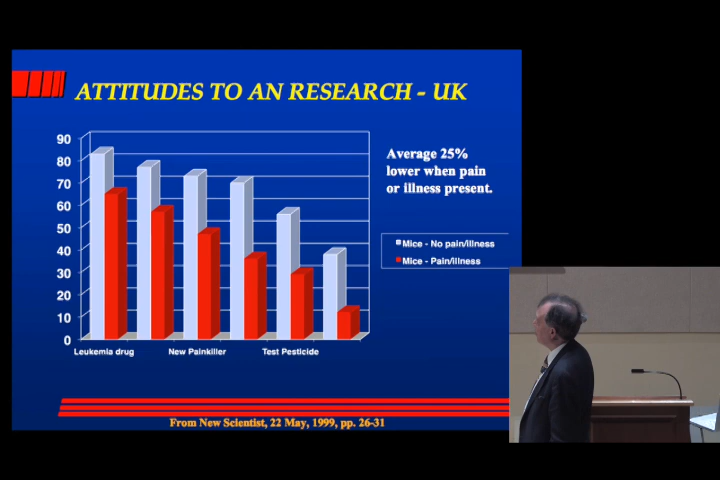 ATTITUDES TO AN RESEARCH - UK
90
80
70
60
50
40
30
20
10
0
Leukemia drug
New Painkiller
Test Pesticide
Average 25%
lower when pain
or illness present.
Mice - No pain/illness
Mice - Pain/illness
From New Scientist, 22 May, 1999, pp. 26-31